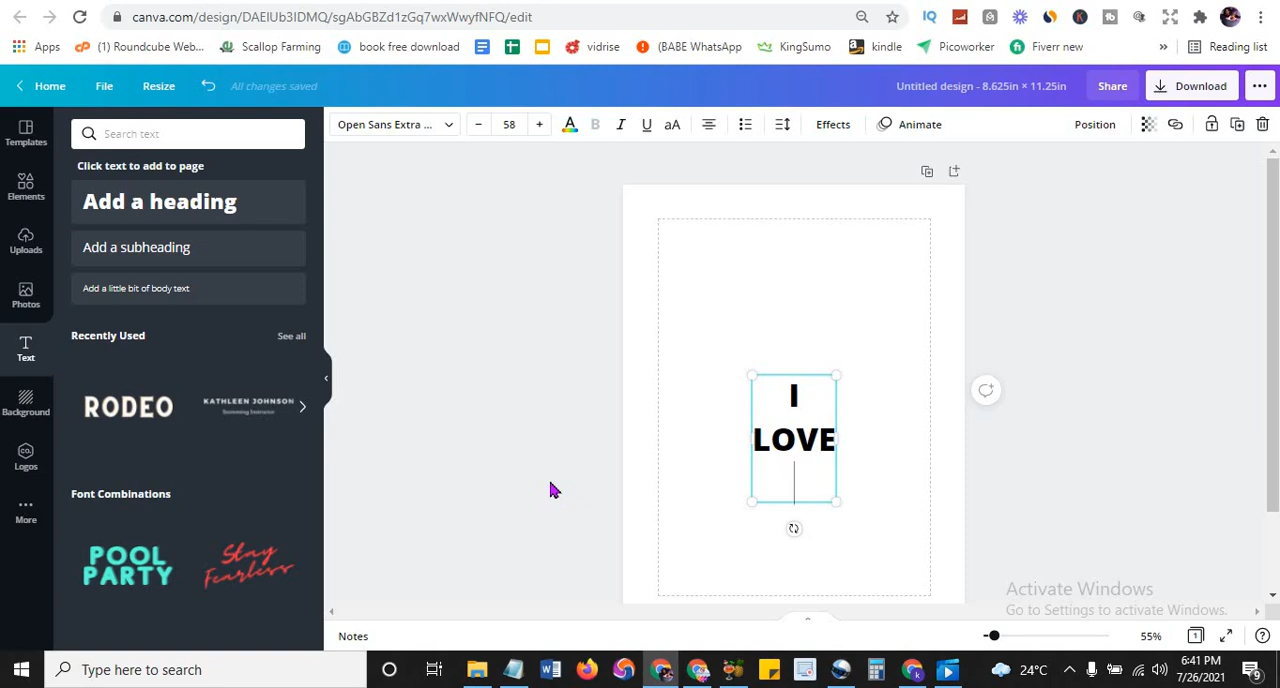 canva.com/design/DAEIUb3IDMQ/sgAbGBZd1zGq7wxWwyfNFQ/edit
Apps (1) Roundcube Web... Scallop Farming book free download vidrise (BABE WhatsApp KingSumo kindle Picoworker Fiverr new » Reading list
Home File Resize All changes saved Untitled design - 8.625in × 11.25in Share Download
Open Sans Extra ... − 58 + B I U aA Effects Animate Position
Templates
Elements
Uploads
Photos
Text
Background
Logos
More
Search text
Click text to add to page
Add a heading
Add a subheading
Add a little bit of body text
Recently Used See all
RODEO
KATHLEEN JOHNSON
Swimming Instructor
Font Combinations
POOL
PARTY
Stay
Fearless
I
LOVE
Activate Windows
Go to Settings to activate Windows.
Notes 55% 1
Type here to search 24°C 6:41 PM
7/26/2021 9